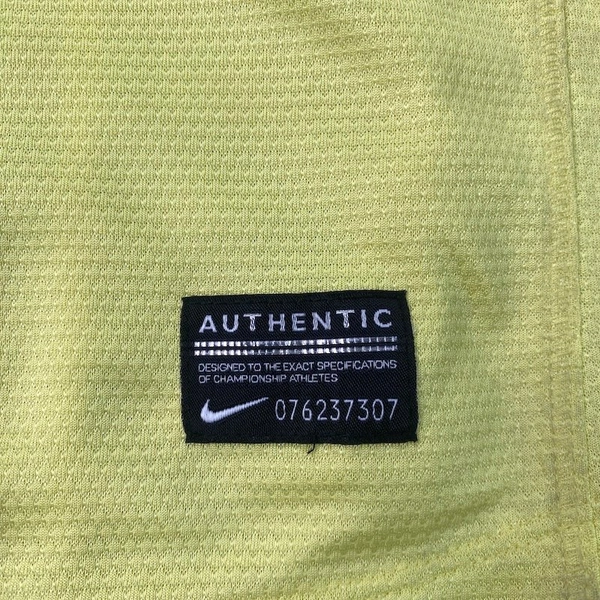 AUTHENTIC
DESIGNED TO THE EXACT SPECIFICATIONS
OF CHAMPIONSHIP ATHLETES
076237307